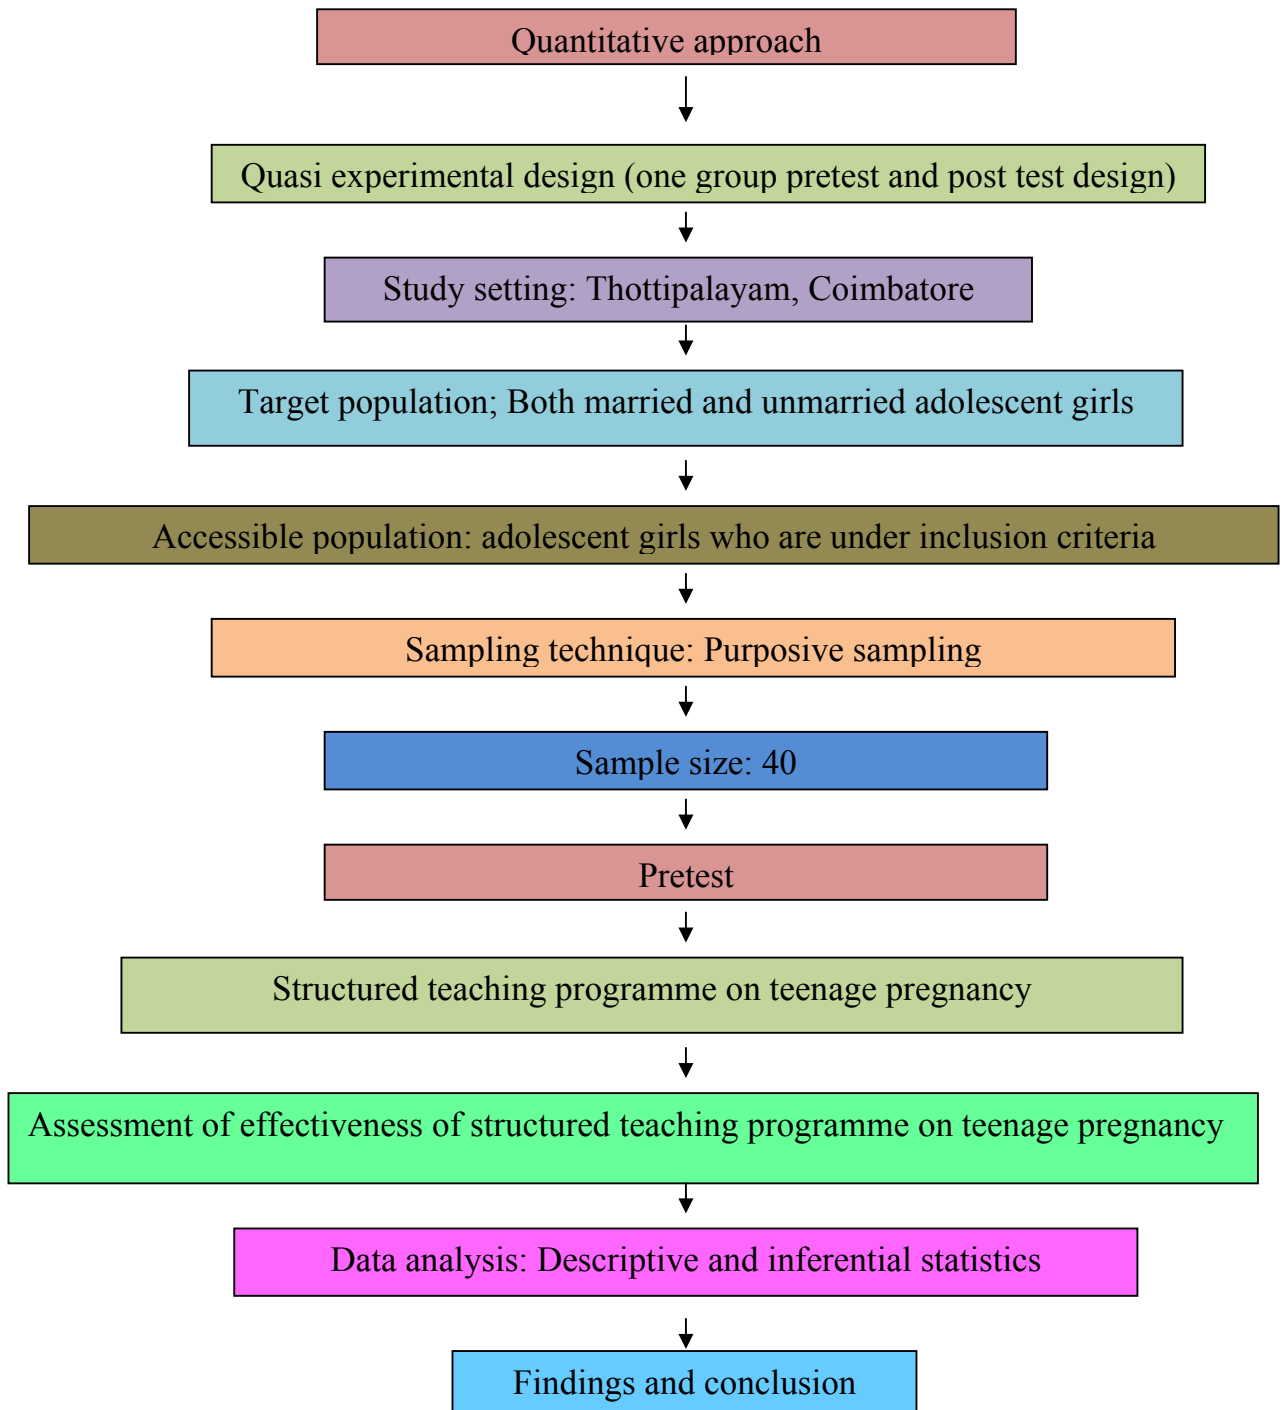 Quantitative approach
Quasi experimental design (one group pretest and post test design)
Study setting: Thottipalayam, Coimbatore
Target population; Both married and unmarried adolescent girls
Accessible population: adolescent girls who are under inclusion criteria
Sampling technique: Purposive sampling
Sample size: 40
Pretest
Structured teaching programme on teenage pregnancy
Assessment of effectiveness of structured teaching programme on teenage pregnancy
Data analysis: Descriptive and inferential statistics
Findings and conclusion